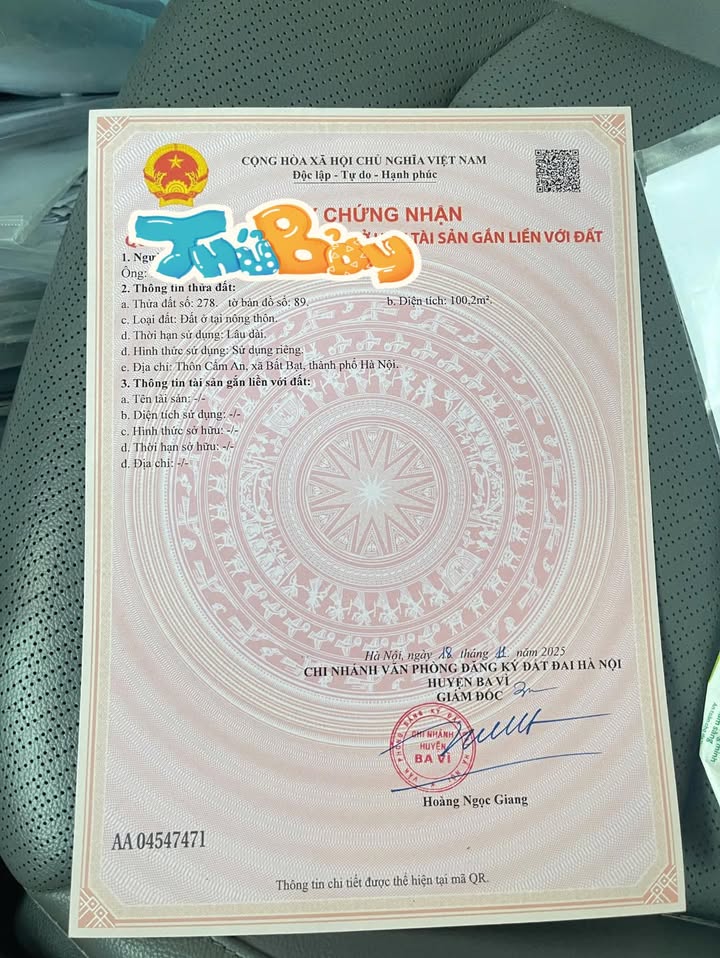 CỘNG HÒA XÃ HỘI CHỦ NGHĨA VIỆT NAM
Độc lập - Tự do - Hạnh phúc
CHỨNG NHẬN
TÀI SẢN GẮN LIỀN VỚI ĐẤT
Thứ Bảy
1.
Ông:
2. Thông tin thửa đất:
a. Thửa đất số: 278. tờ bản đồ số: 89. b. Diện tích: 100,2m².
c. Loại đất: Đất ở tại nông thôn.
d. Thời hạn sử dụng: Lâu dài.
đ. Hình thức sử dụng: Sử dụng riêng.
e. Địa chỉ: Thôn Cẩm An, xã Bất Bạt, thành phố Hà Nội.
3. Thông tin tài sản gắn liền với đất:
a. Tên tài sản: -/-
b. Diện tích sử dụng: -/-
c. Hình thức sở hữu: -/-
d. Thời hạn sở hữu: -/-
đ. Địa chỉ: -/-
Hà Nội, ngày 18 tháng 11 năm 2025
CHI NHÁNH VĂN PHÒNG ĐĂNG KÝ ĐẤT ĐAI HÀ NỘI
HUYỆN BA VÌ
GIÁM ĐỐC
CHI NHÁNH
HUYỆN
BA VÌ
Hoàng Ngọc Giang
AA 04547471
Thông tin chi tiết được thể hiện tại mã QR.